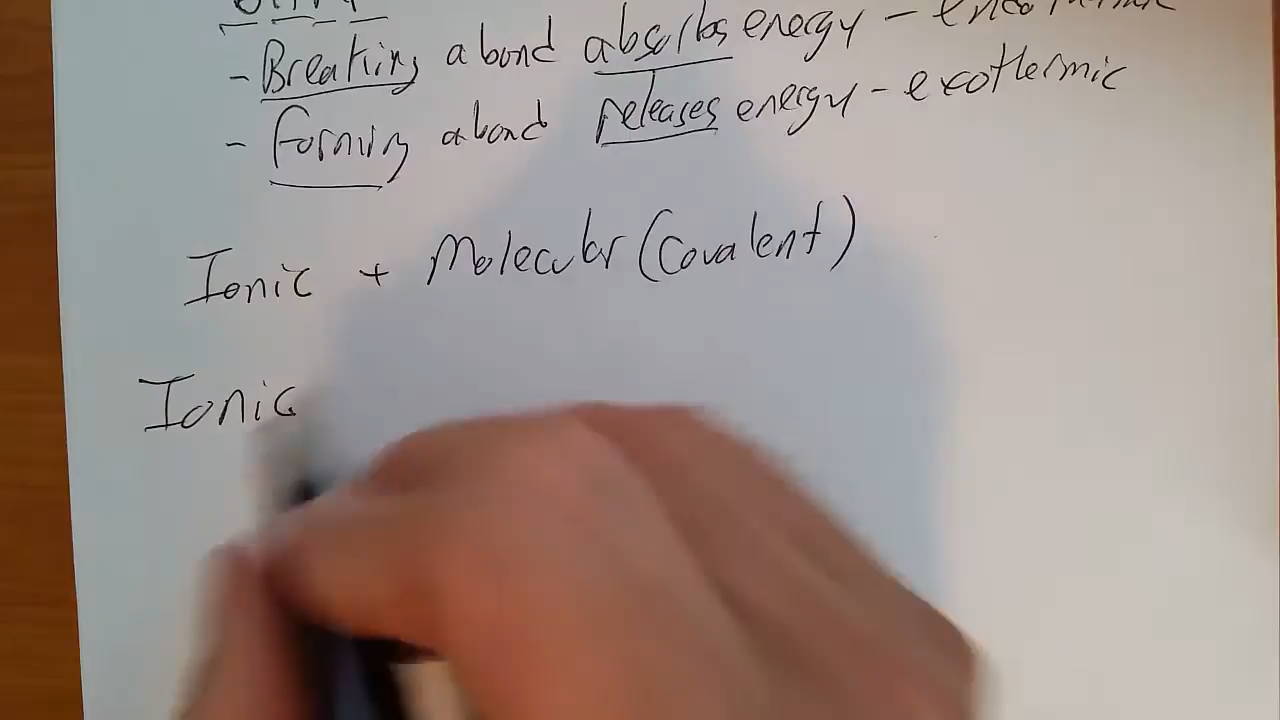 - Breaking a bond absorbs energy -
- Forming a bond releases energy - exothermic
Ionic + Molecular (Covalent)
Ionic